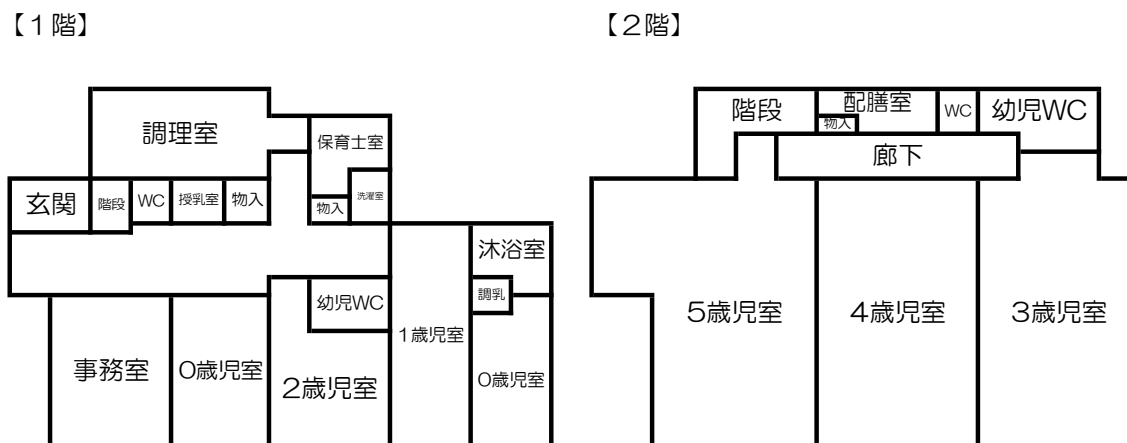 【１階】
【２階】
階段
配膳室
WC
幼児WC
物入
廊下
調理室
保育士室
玄関
階段
WC
授乳室
物入
物入
洗濯室
沐浴室
調乳
幼児WC
1歳児室
事務室
0歳児室
2歳児室
0歳児室
5歳児室
4歳児室
3歳児室